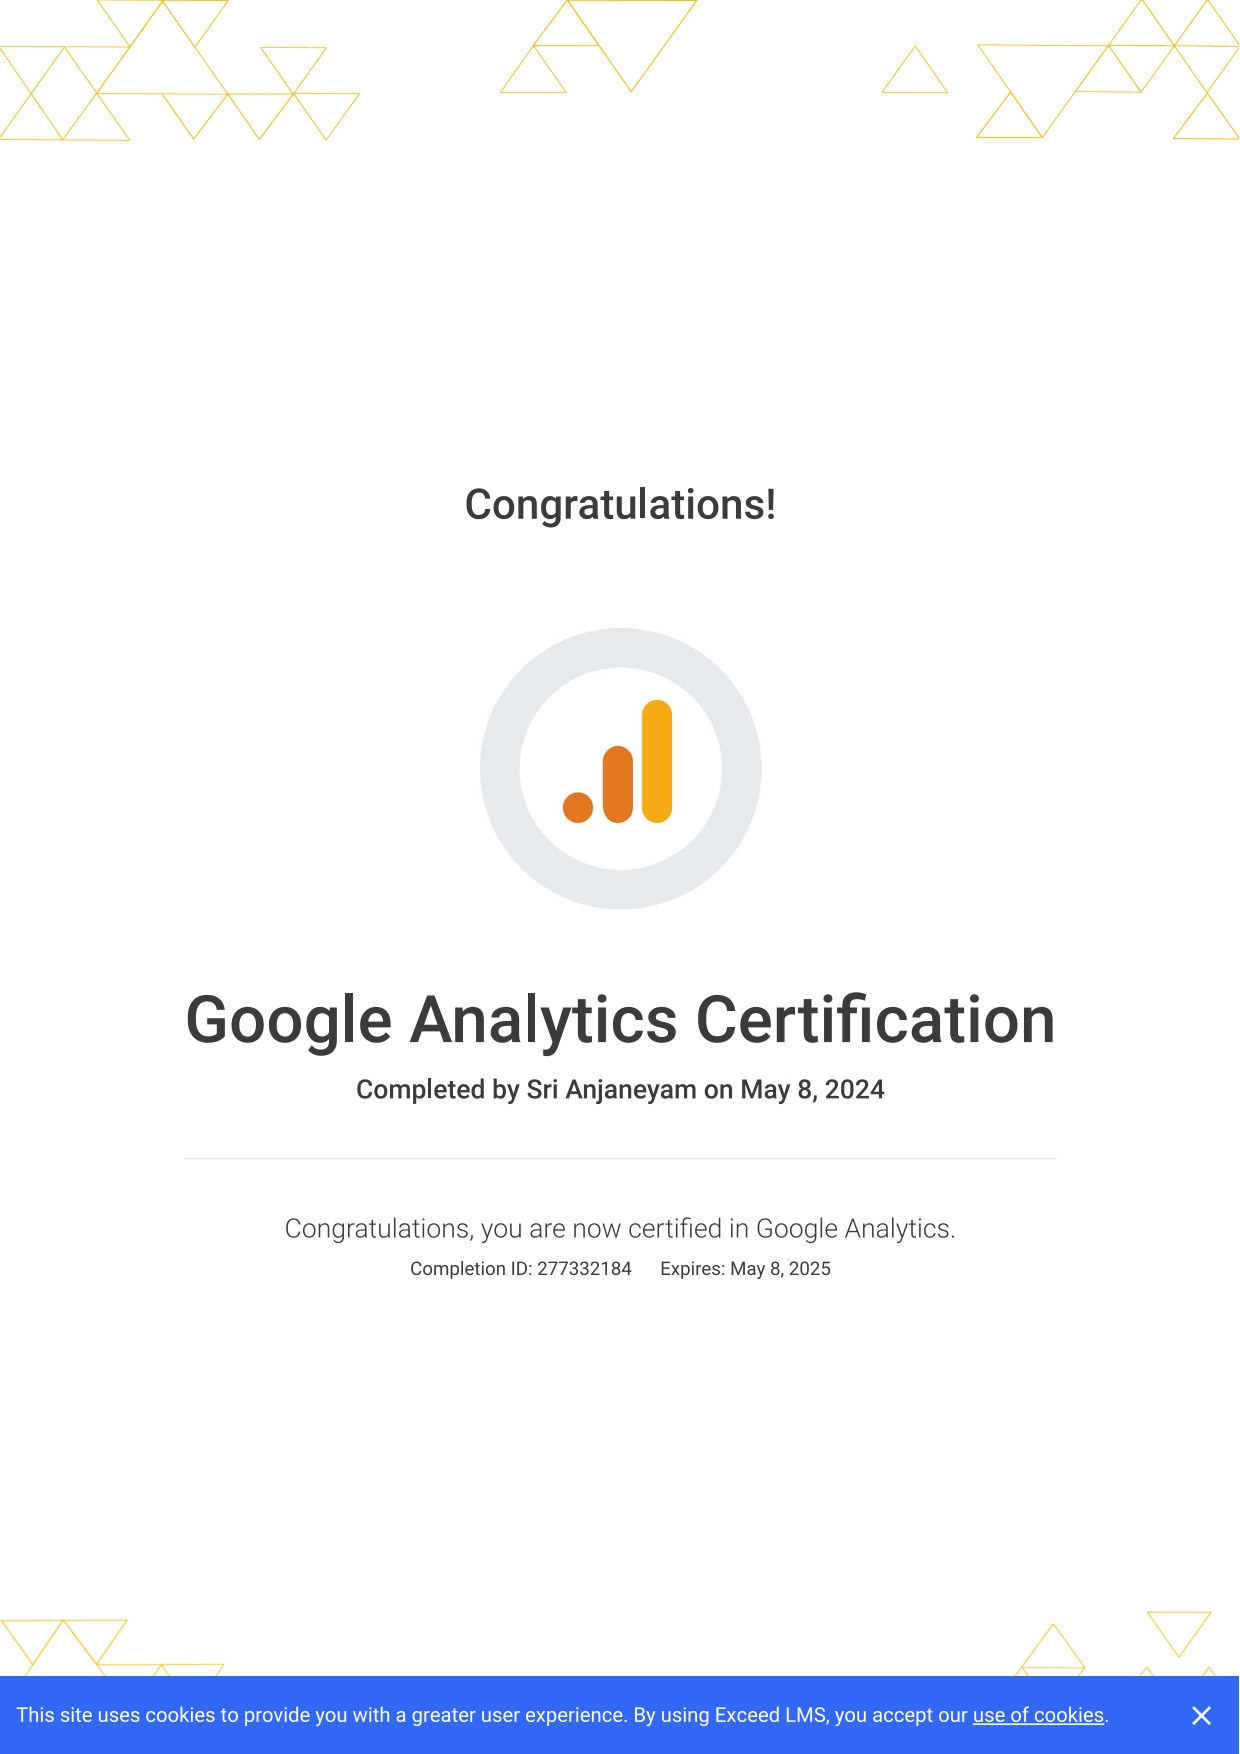 Congratulations!
Google Analytics Certification
Completed by Sri Anjaneyam on May 8, 2024
Congratulations, you are now certified in Google Analytics.
Completion ID: 277332184 Expires: May 8, 2025
This site uses cookies to provide you with a greater user experience. By using Exceed LMS, you accept our use of cookies.